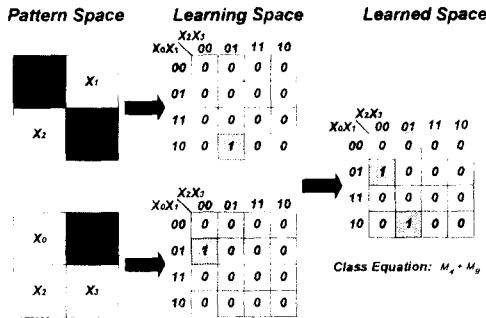 Pattern Space
X₁
X₂
X₀
X₂ X₃
Learning Space
X₂X₃
X₀X₁ 00 01 11 10
00 0 0 0 0
01 0 0 0 0
11 0 0 0 0
10 0 1 0 0
X₂X₃
X₀X₁ 00 01 11 10
00 0 0 0 0
01 1 0 0 0
11 0 0 0 0
10 0 0 0 0
Learned Space
X₂X₃
X₀X₁ 00 01 11 10
00 0 0 0 0
01 1 0 0 0
11 0 0 0 0
10 0 1 0 0
Class Equation: M₄ + M₉